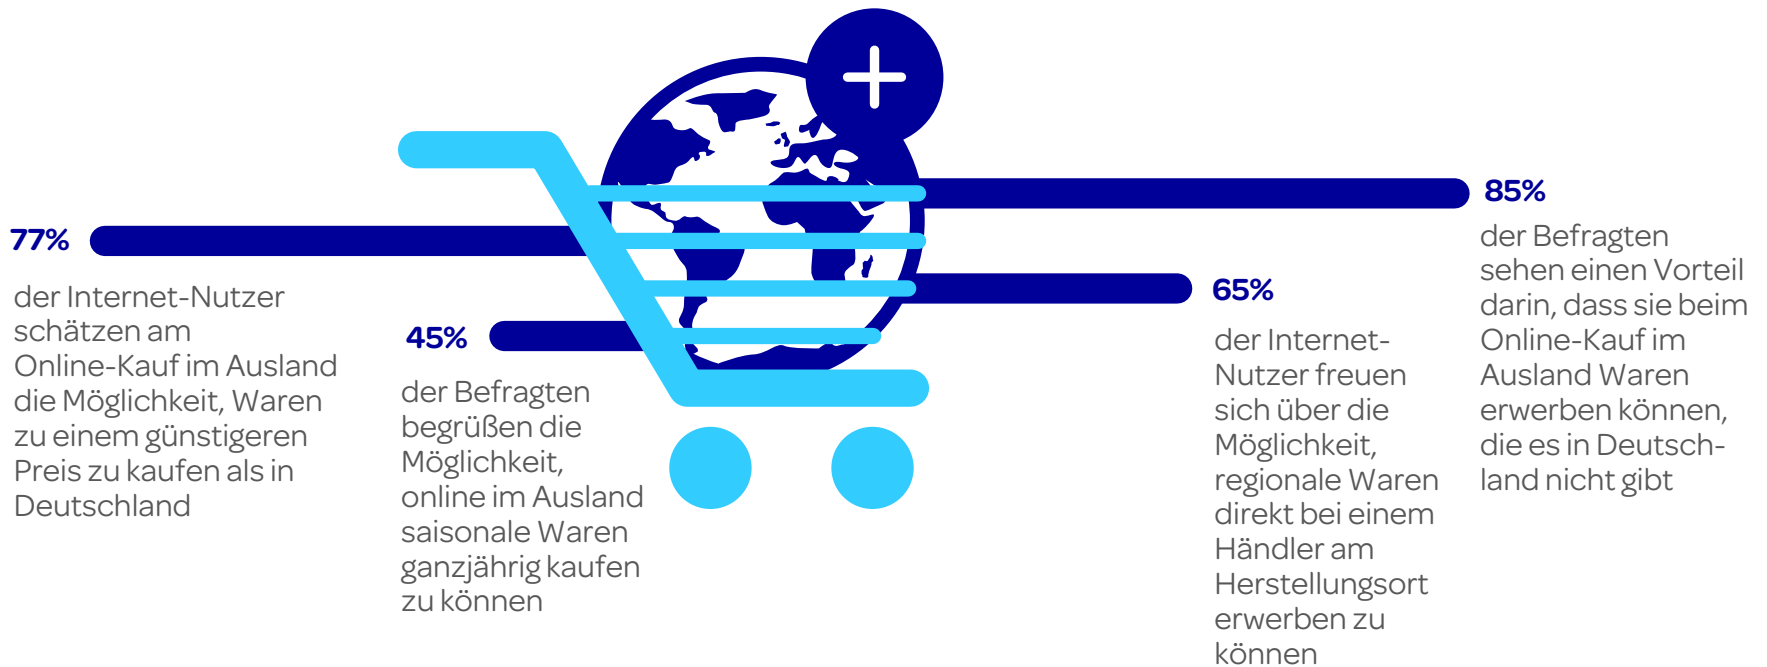 77%
der Internet-Nutzer
schätzen am
Online-Kauf im Ausland
die Möglichkeit, Waren
zu einem günstigeren
Preis zu kaufen als in
Deutschland
45%
der Befragten
begrüßen die
Möglichkeit,
online im Ausland
saisonale Waren
ganzjährig kaufen
zu können
65%
der Internet-
Nutzer freuen
sich über die
Möglichkeit,
regionale Waren
direkt bei einem
Händler am
Herstellungsort
erwerben zu
können
85%
der Befragten
sehen einen Vorteil
darin, dass sie beim
Online-Kauf im
Ausland Waren
erwerben können,
die es in Deutsch-
land nicht gibt